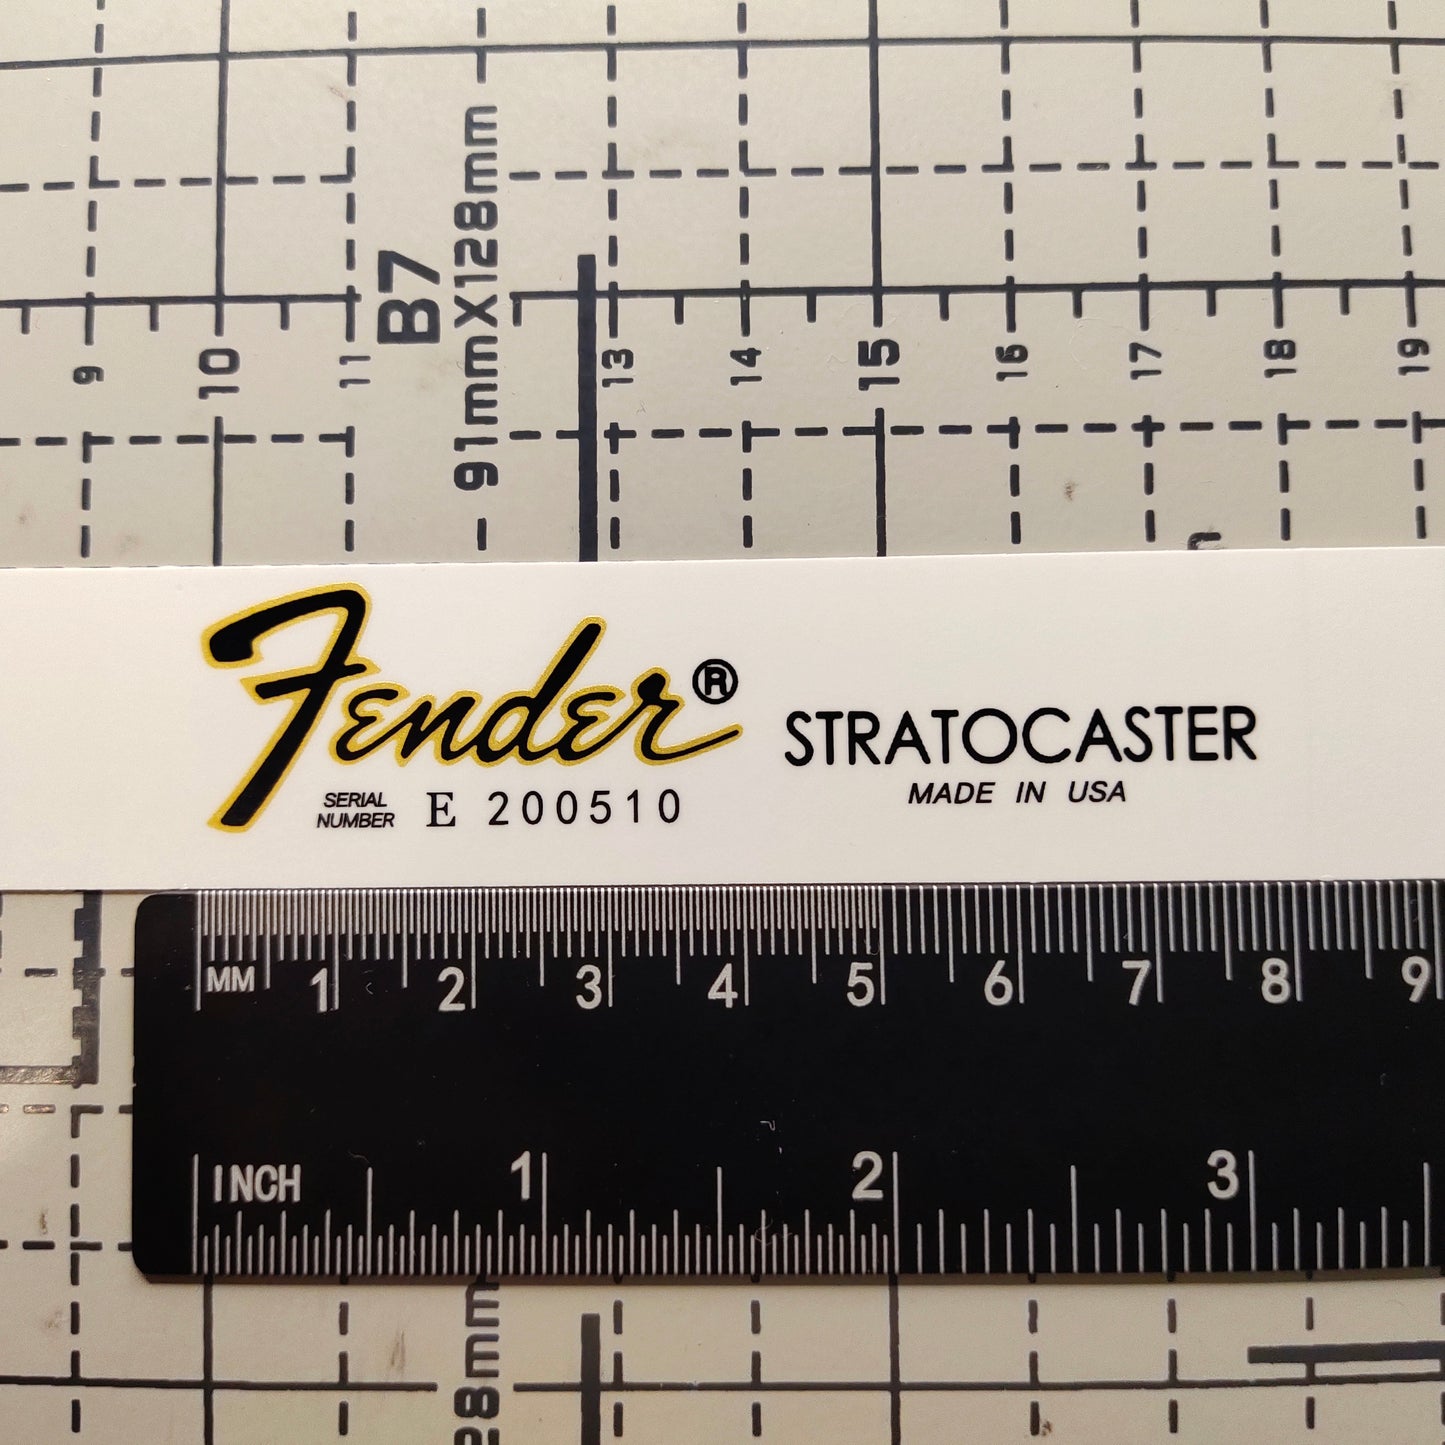 B7
91mmX128mm
9 10 11 13 14 15 16 17 18 19
Fender®
STRATOCASTER
SERIAL
NUMBER
E 200510
MADE IN USA
MM 1 2 3 4 5 6 7 8 9
INCH 1 2 3
28mm